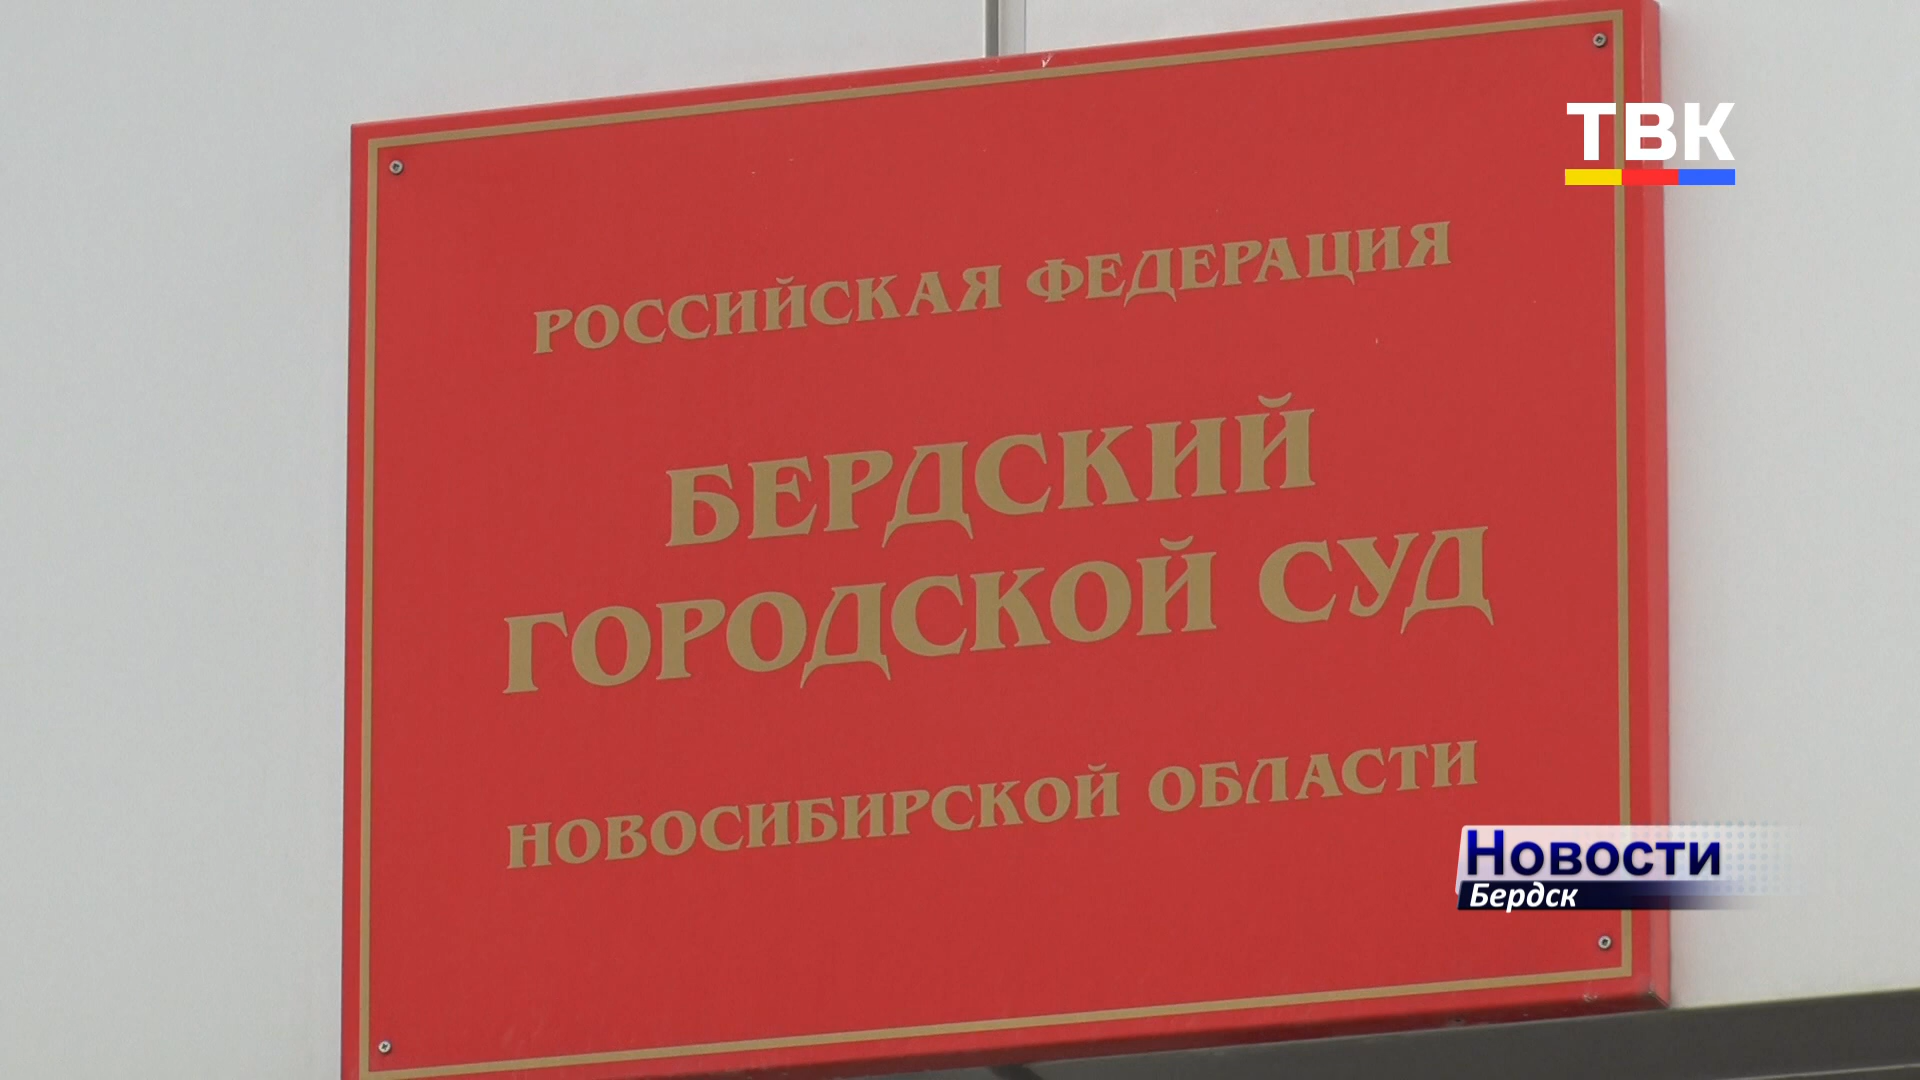 ТВК
РОССИЙСКАЯ ФЕДЕРАЦИЯ
БЕРДСКИЙ
ГОРОДСКОЙ СУД
НОВОСИБИРСКОЙ ОБЛАСТИ
Новости
Бердск